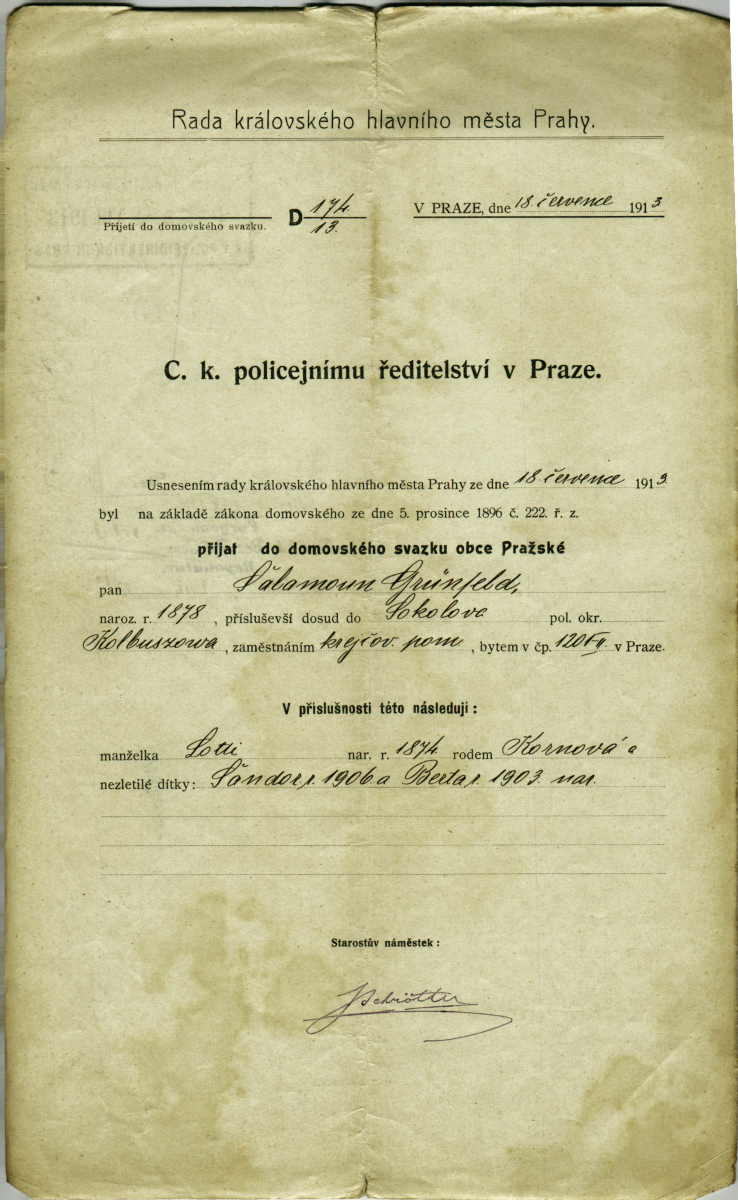 Rada královského hlavního města Prahy.
Přijetí do domovského svazku.
D 174/13.
V PRAZE, dne 18. července 1913
C. k. policejnímu ředitelství v Praze.
Usnesením rady královského hlavního města Prahy ze dne 18 července 1913.
byl na základě zákona domovského ze dne 5. prosince 1896 č. 222. ř. z.
přijat do domovského svazku obce Pražské
pan Šalamoun Grünfeld,
naroz. r. 1878, přísluševší dosud do Sokolova pol. okr.
Kolbuszowa, zaměstnáním krejčov. pom, bytem v čp. 120 v Praze.
V příslušnosti této následují:
manželka Lotti nar. r. 1874 rodem Kornová a
nezletilé dítky: Šandor r. 1906 a Berta r. 1903. nar.
Starostův náměstek: